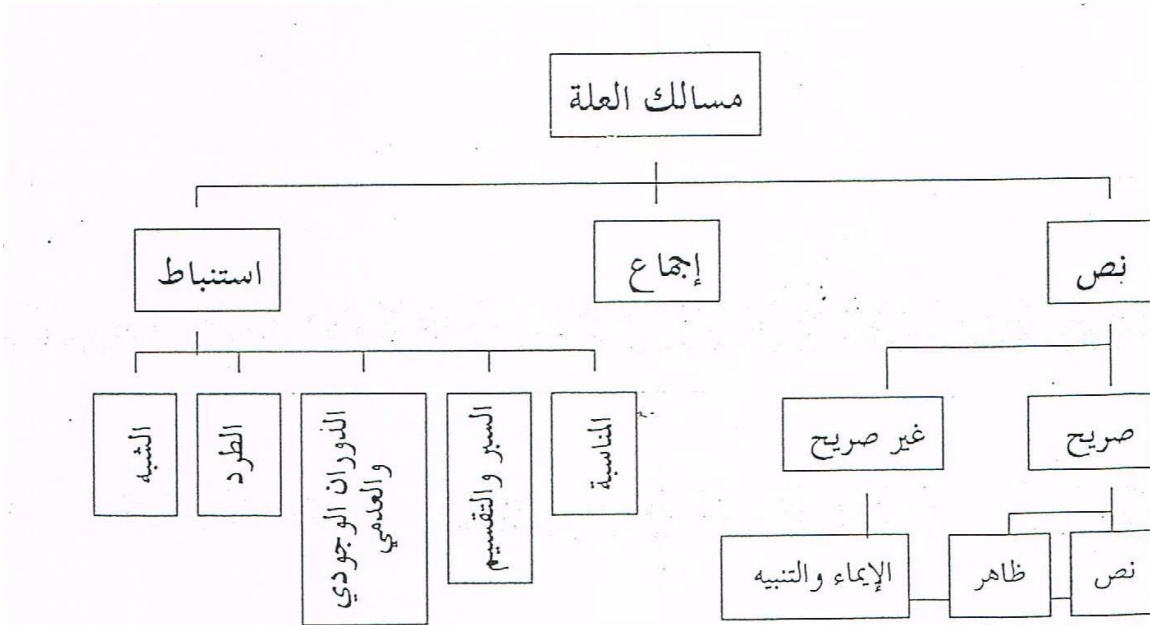 مسالك العلة
نص
إجماع
استنباط
صريح
غير صريح
المناسبة
السبر والتقسيم
الذوران الوجودي
والعدمي
الطرد
الشبه
نص
ظاهر
الإيماء والتنبيه